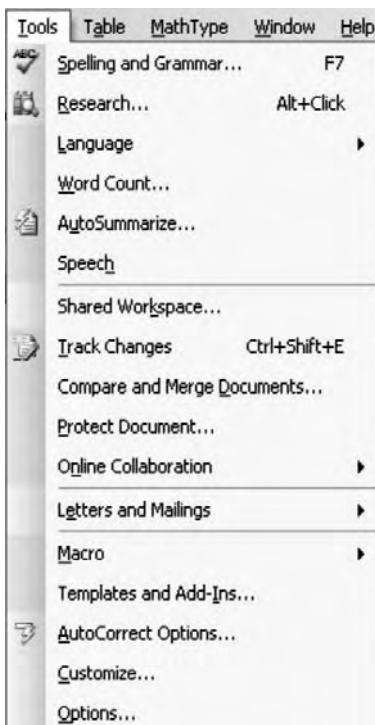 Tools Table MathType Window Help
ABC Spelling and Grammar... F7
Research... Alt+Click
Language
Word Count...
AutoSummarize...
Speech
Shared Workspace...
Track Changes Ctrl+Shift+E
Compare and Merge Documents...
Protect Document...
Online Collaboration
Letters and Mailings
Macro
Templates and Add-Ins...
AutoCorrect Options...
Customize...
Options...